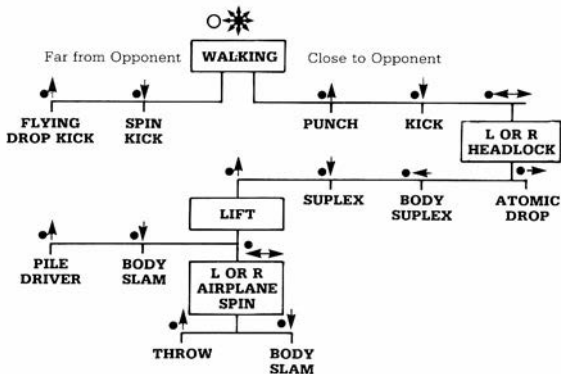 Far from Opponent
WALKING
Close to Opponent
FLYING
DROP KICK
SPIN
KICK
PUNCH
KICK
L OR R
HEADLOCK
LIFT
SUPLEX
BODY
SUPLEX
ATOMIC
DROP
PILE
DRIVER
BODY
SLAM
L OR R
AIRPLANE
SPIN
THROW
BODY
SLAM